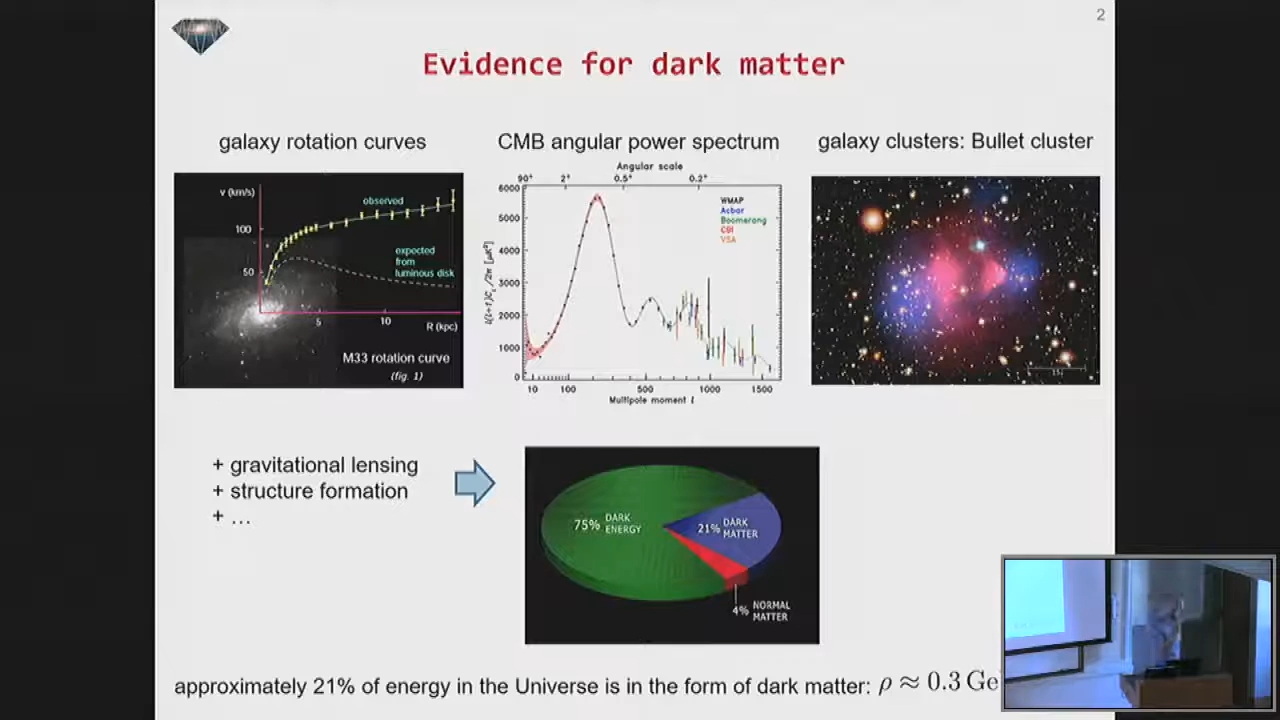 2
Evidence for dark matter
galaxy rotation curves
v (km/s)
observed
100
expected
from
luminous disk
50
5
10
R (kpc)
M33 rotation curve
(fig. 1)
CMB angular power spectrum
Angular scale
90° 2° 0.5° 0.2°
6000
5000
4000
3000
2000
1000
0
l(l+1)Cₗ/2π [μK²]
WMAP
Acbar
Boomerang
CBI
VSA
10 100 500 1000 1500
Multipole moment l
galaxy clusters: Bullet cluster
+ gravitational lensing
+ structure formation
+ ...
75% DARK
ENERGY
21% DARK
MATTER
4% NORMAL
MATTER
approximately 21% of energy in the Universe is in the form of dark matter: ρ ≈ 0.3 Ge